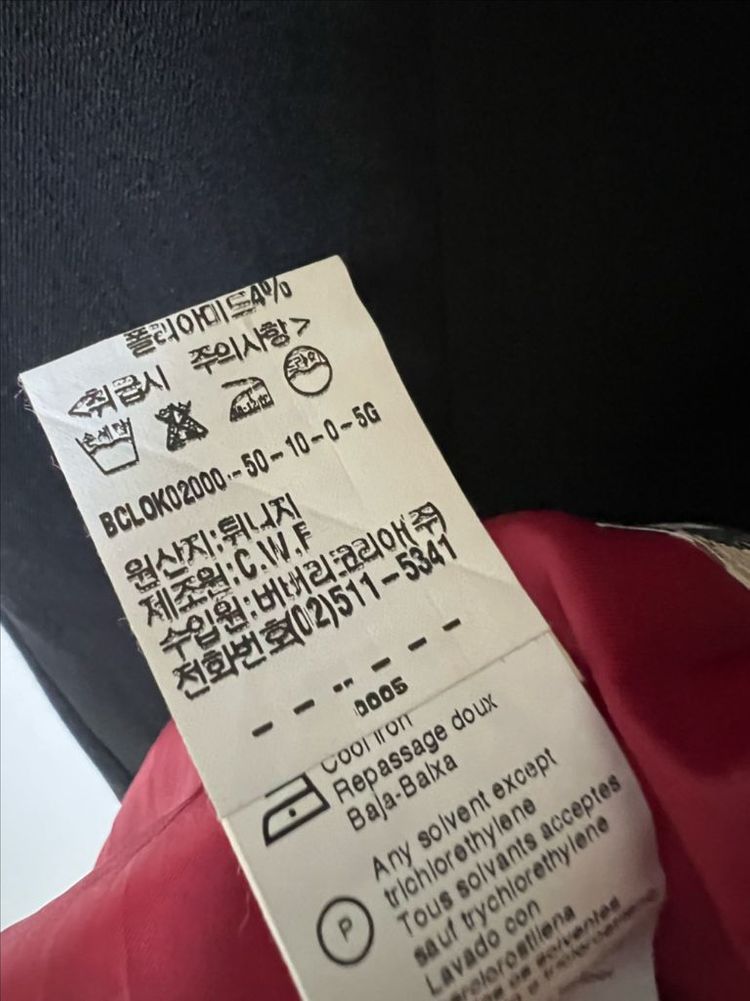 폴리아미드4%
<취급시 주의사항>
손세탁
드라이
BCLOK02000--50-10-0-5G
원산지:튀니지
제조원:C.W.F
수입원:버버리코리아(주)
전화번호(02)511-5341
0005
Cool iron
Repassage doux
Baja-Baixa
P
Any solvent except
trichlorethylene
Tous solvants acceptes
sauf trychlorethylene
Lavado con